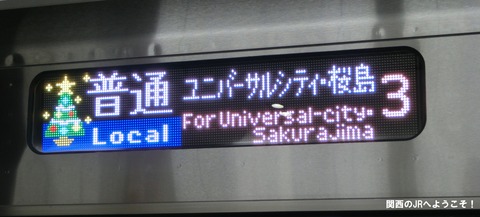 普通
Local
ユニバーサルシティ・桜島
For Universal-city・
Sakurajima
3
関西のJRへようこそ！